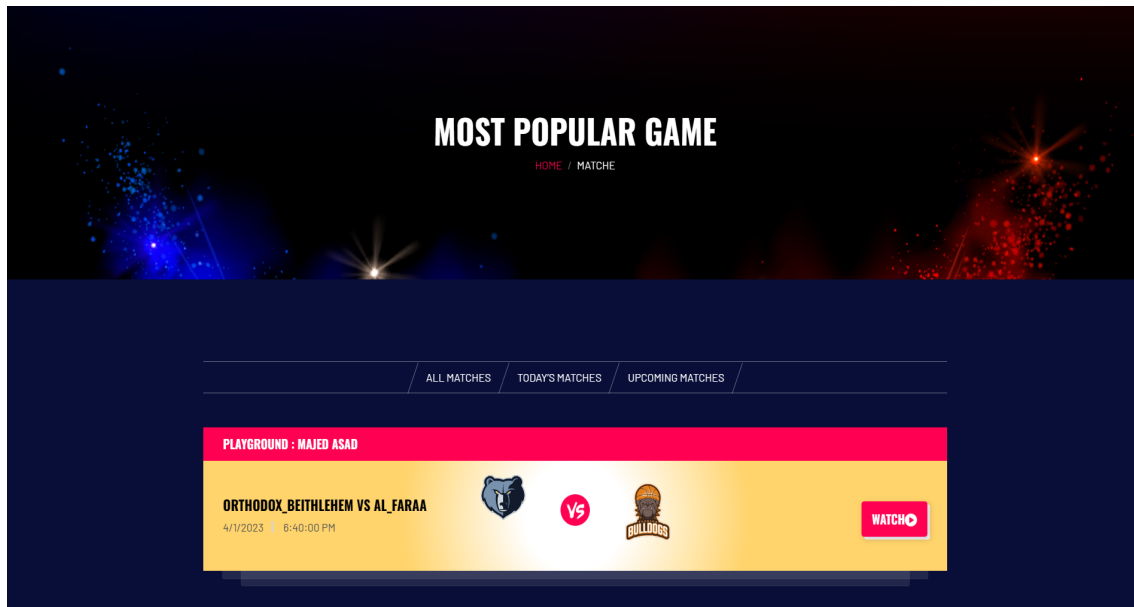 MOST POPULAR GAME
HOME / MATCHE
ALL MATCHES / TODAY'S MATCHES / UPCOMING MATCHES
PLAYGROUND : MAJED ASAD
ORTHODOX_BEITHLEHEM VS AL_FARAA
4/1/2023 | 6:40:00 PM
VS
BULLDOGS
WATCH